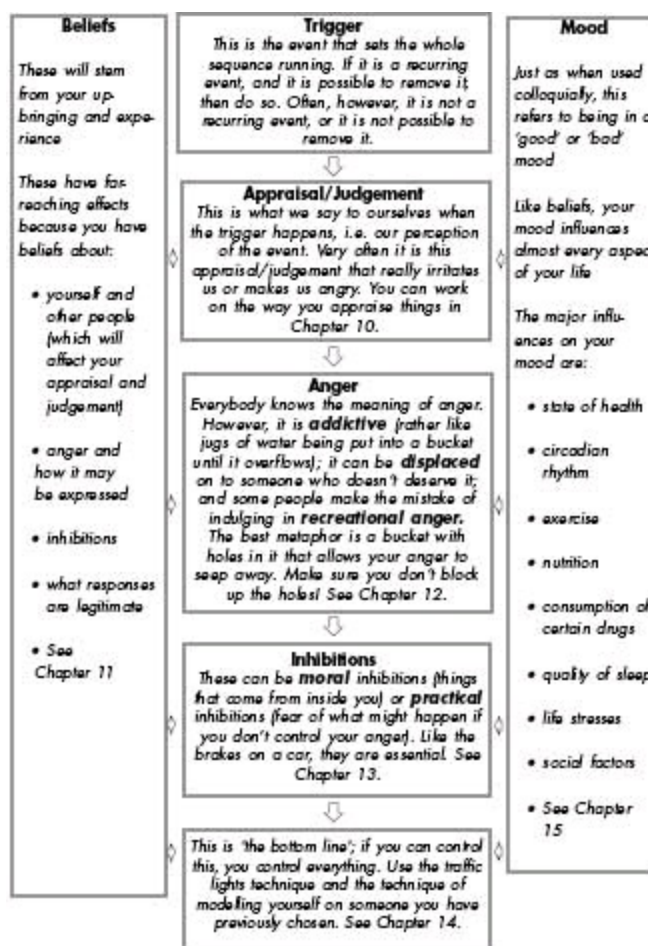 Beliefs
These will stem
from your up-
bringing and expe-
rience
These have far-
reaching effects
because you have
beliefs about:
• yourself and
other people
(which will
affect your
appraisal and
judgement)
• anger and
how it may
be expressed
• inhibitions
• what responses
are legitimate
• See
Chapter 11
Trigger
This is the event that sets the whole
sequence running. If it is a recurring
event, and it is possible to remove it,
then do so. Often, however, it is not a
recurring event, or it is not possible to
remove it.
Appraisal/Judgement
This is what we say to ourselves when
the trigger happens, i.e. our perception
of the event. Very often it is this
appraisal/judgement that really irritates
us or makes us angry. You can work
on the way you appraise things in
Chapter 10.
Anger
Everybody knows the meaning of anger.
However, it is addictive (rather like
jugs of water being put into a bucket
until it overflows); it can be displaced
on to someone who doesn't deserve it;
and some people make the mistake of
indulging in recreational anger.
The best metaphor is a bucket with
holes in it that allows your anger to
seep away. Make sure you don't block
up the holes! See Chapter 12.
Inhibitions
These can be moral inhibitions (things
that come from inside you) or practical
inhibitions (fear of what might happen if
you don't control your anger). Like the
brakes on a car, they are essential. See
Chapter 13.
This is 'the bottom line'; if you can control
this, you control everything. Use the traffic
lights technique and the technique of
modelling yourself on someone you have
previously chosen. See Chapter 14.
Mood
Just as when used
colloquially, this
refers to being in a
'good' or 'bad'
mood
Like beliefs, your
mood influences
almost every aspec
of your life
The major influ-
ences on your
mood are:
• state of health
• circadian
rhythm
• exercise
• nutrition
• consumption of
certain drugs
• quality of sleep
• life stresses
• social factors
• See Chapter
15